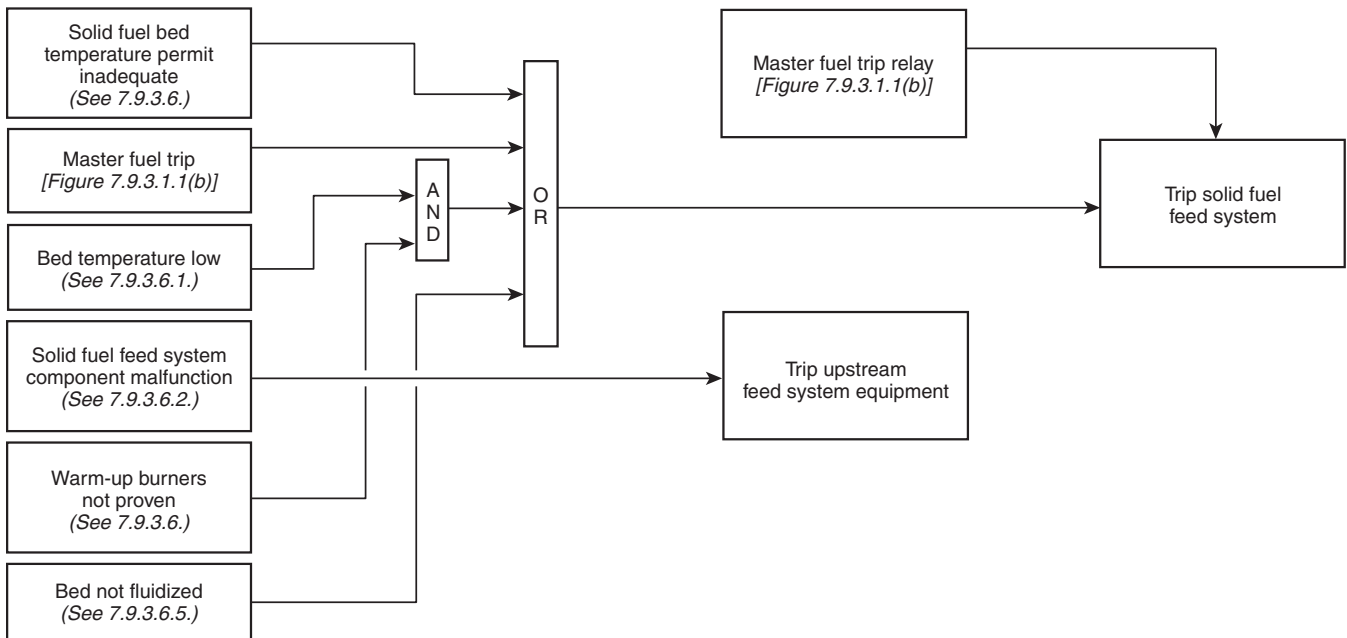 Solid fuel bed
temperature permit
inadequate
(See 7.9.3.6.)
Master fuel trip
[Figure 7.9.3.1.1(b)]
Bed temperature low
(See 7.9.3.6.1.)
Solid fuel feed system
component malfunction
(See 7.9.3.6.2.)
Warm-up burners
not proven
(See 7.9.3.6.)
Bed not fluidized
(See 7.9.3.6.5.)
A
N
D
O
R
Master fuel trip relay
[Figure 7.9.3.1.1(b)]
Trip solid fuel
feed system
Trip upstream
feed system equipment